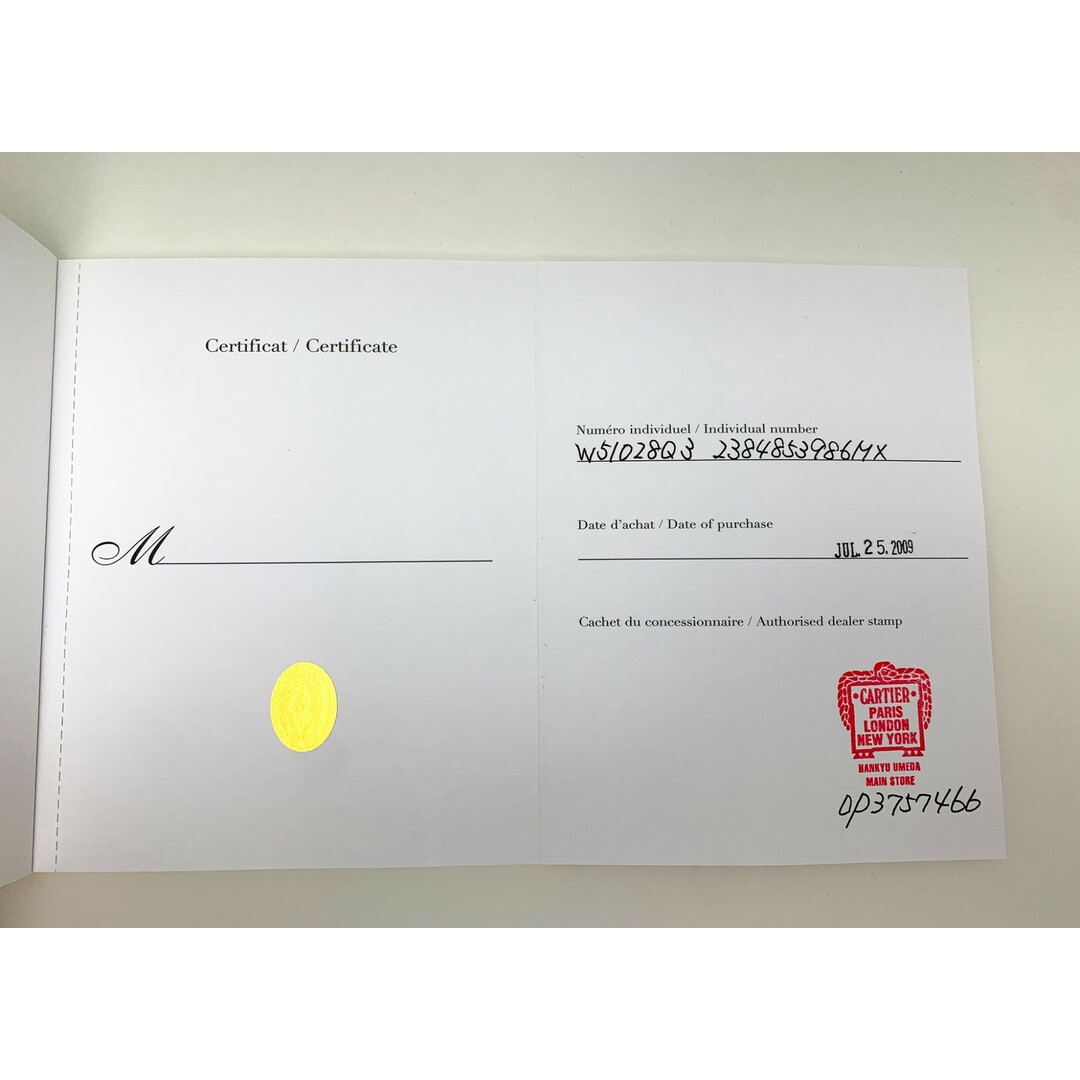 Certificat / Certificate
M
Numéro individuel / Individual number
W51028Q3 2384853986MX
Date d'achat / Date of purchase
JUL. 25. 2009
Cachet du concessionnaire / Authorised dealer stamp
• CARTIER •
PARIS
LONDON
NEW YORK
HANKYU UMEDA
MAIN STORE
OP3757466